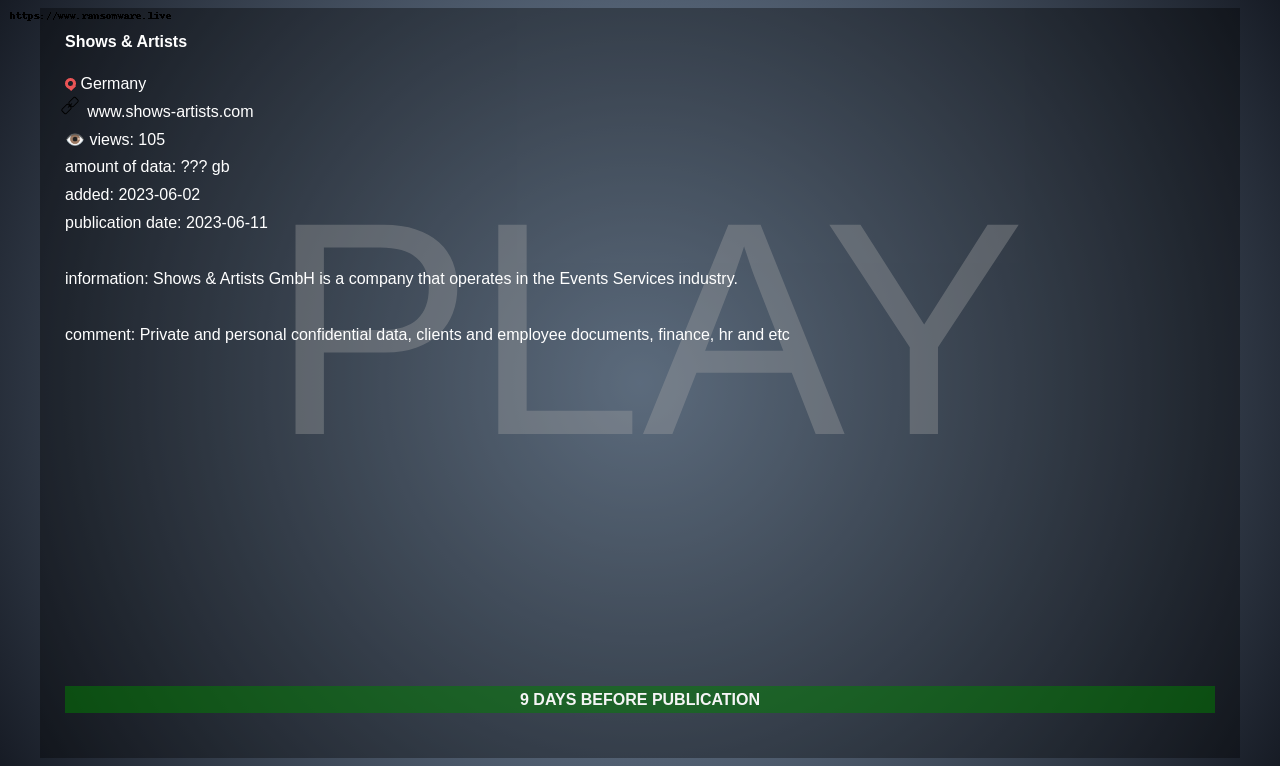 https://www.ransomware.live
Shows & Artists
Germany
www.shows-artists.com
views: 105
amount of data: ??? gb
added: 2023-06-02
publication date: 2023-06-11
PLAY
information: Shows & Artists GmbH is a company that operates in the Events Services industry.
comment: Private and personal confidential data, clients and employee documents, finance, hr and etc
9 DAYS BEFORE PUBLICATION